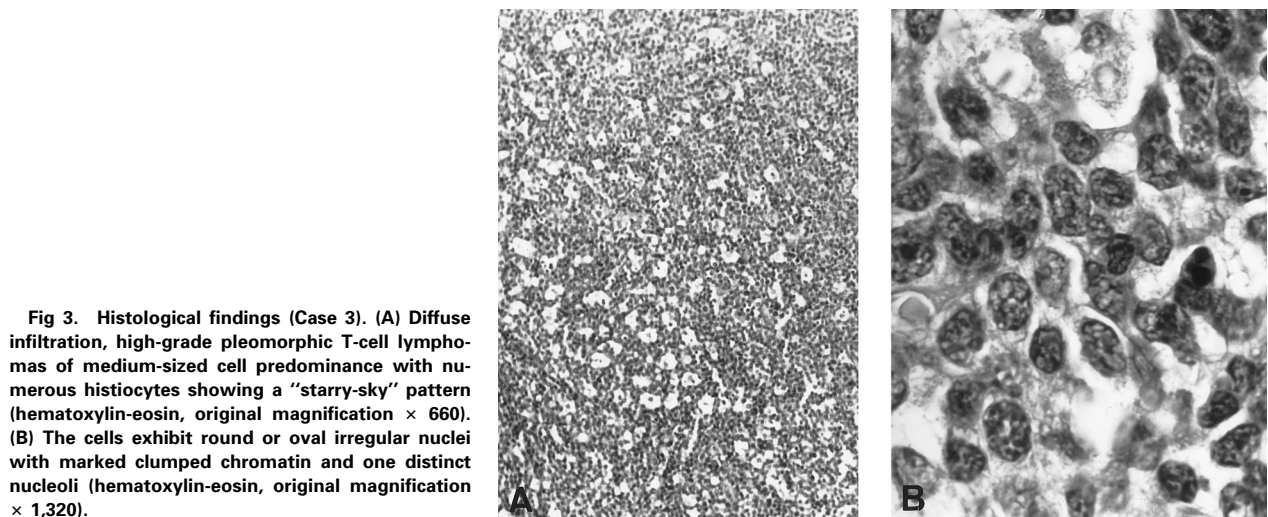 Fig 3. Histological findings (Case 3). (A) Diffuse
infiltration, high-grade pleomorphic T-cell lympho-
mas of medium-sized cell predominance with nu-
merous histiocytes showing a ‘‘starry-sky’’ pattern
(hematoxylin-eosin, original magnification × 660).
(B) The cells exhibit round or oval irregular nuclei
with marked clumped chromatin and one distinct
nucleoli (hematoxylin-eosin, original magnification
× 1,320).
A
B